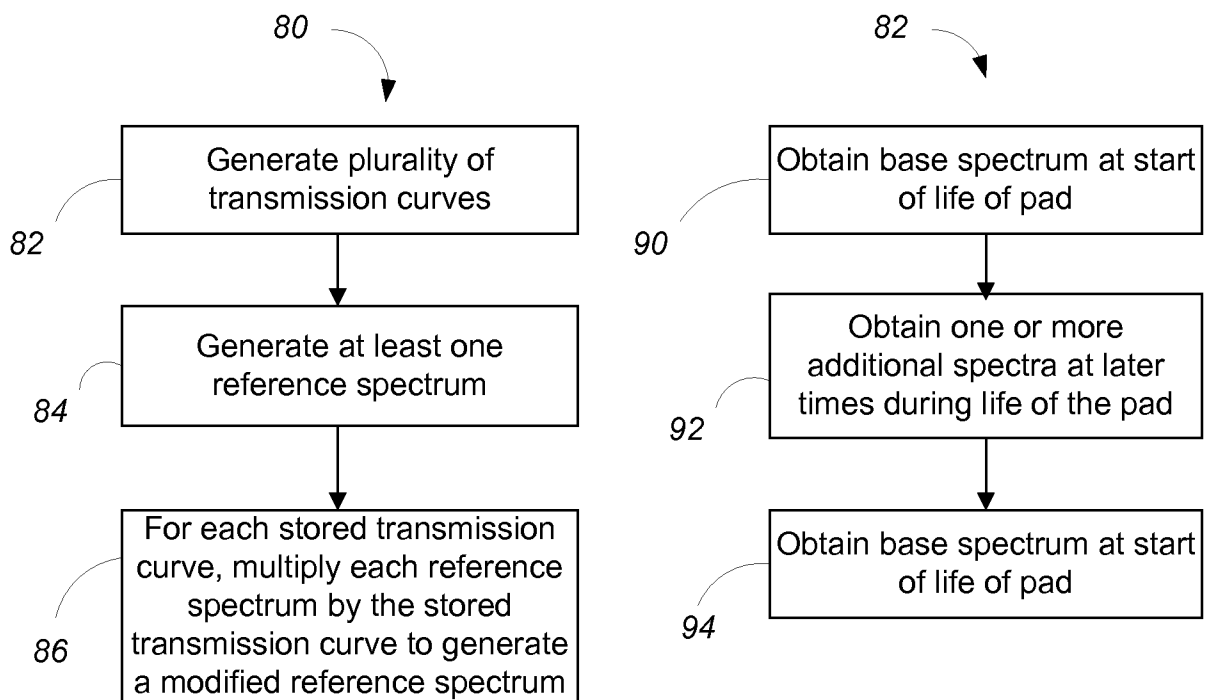 80
Generate plurality of
transmission curves
82
Generate at least one
reference spectrum
84
For each stored transmission
curve, multiply each reference
spectrum by the stored
transmission curve to generate
a modified reference spectrum
86
82
Obtain base spectrum at start
of life of pad
90
Obtain one or more
additional spectra at later
times during life of the pad
92
Obtain base spectrum at start
of life of pad
94